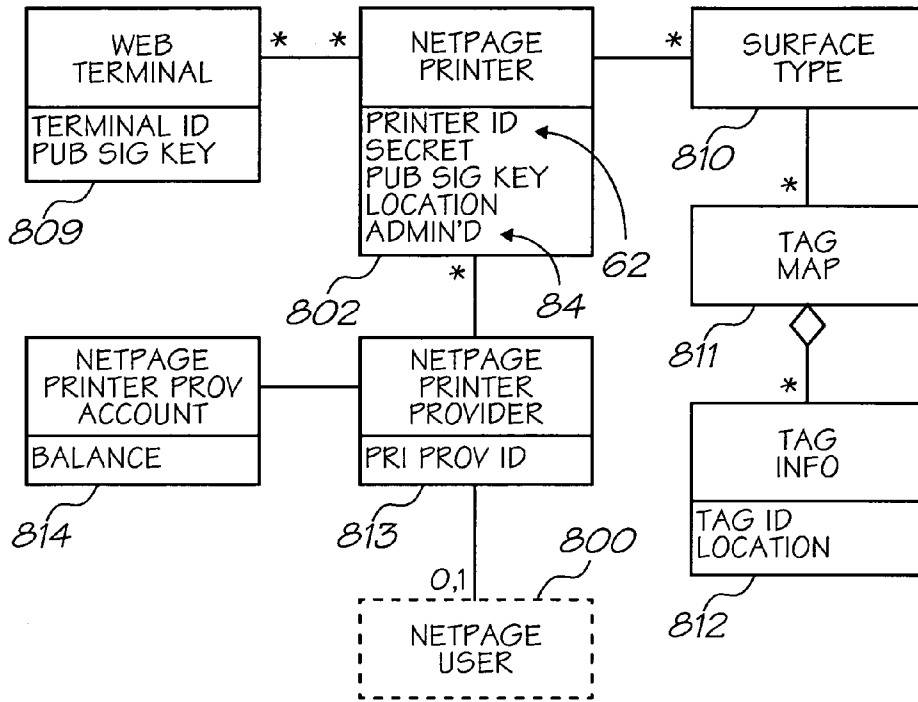 WEB
TERMINAL
TERMINAL ID
PUB SIG KEY
809
* *
NETPAGE
PRINTER
PRINTER ID
SECRET
PUB SIG KEY
LOCATION
ADMIN'D
802
62
84
*
*
SURFACE
TYPE
810
*
TAG
MAP
811
*
TAG
INFO
TAG ID
LOCATION
812
NETPAGE
PRINTER PROV
ACCOUNT
BALANCE
814
NETPAGE
PRINTER
PROVIDER
PRI PROV ID
813
800
0,1
NETPAGE
USER